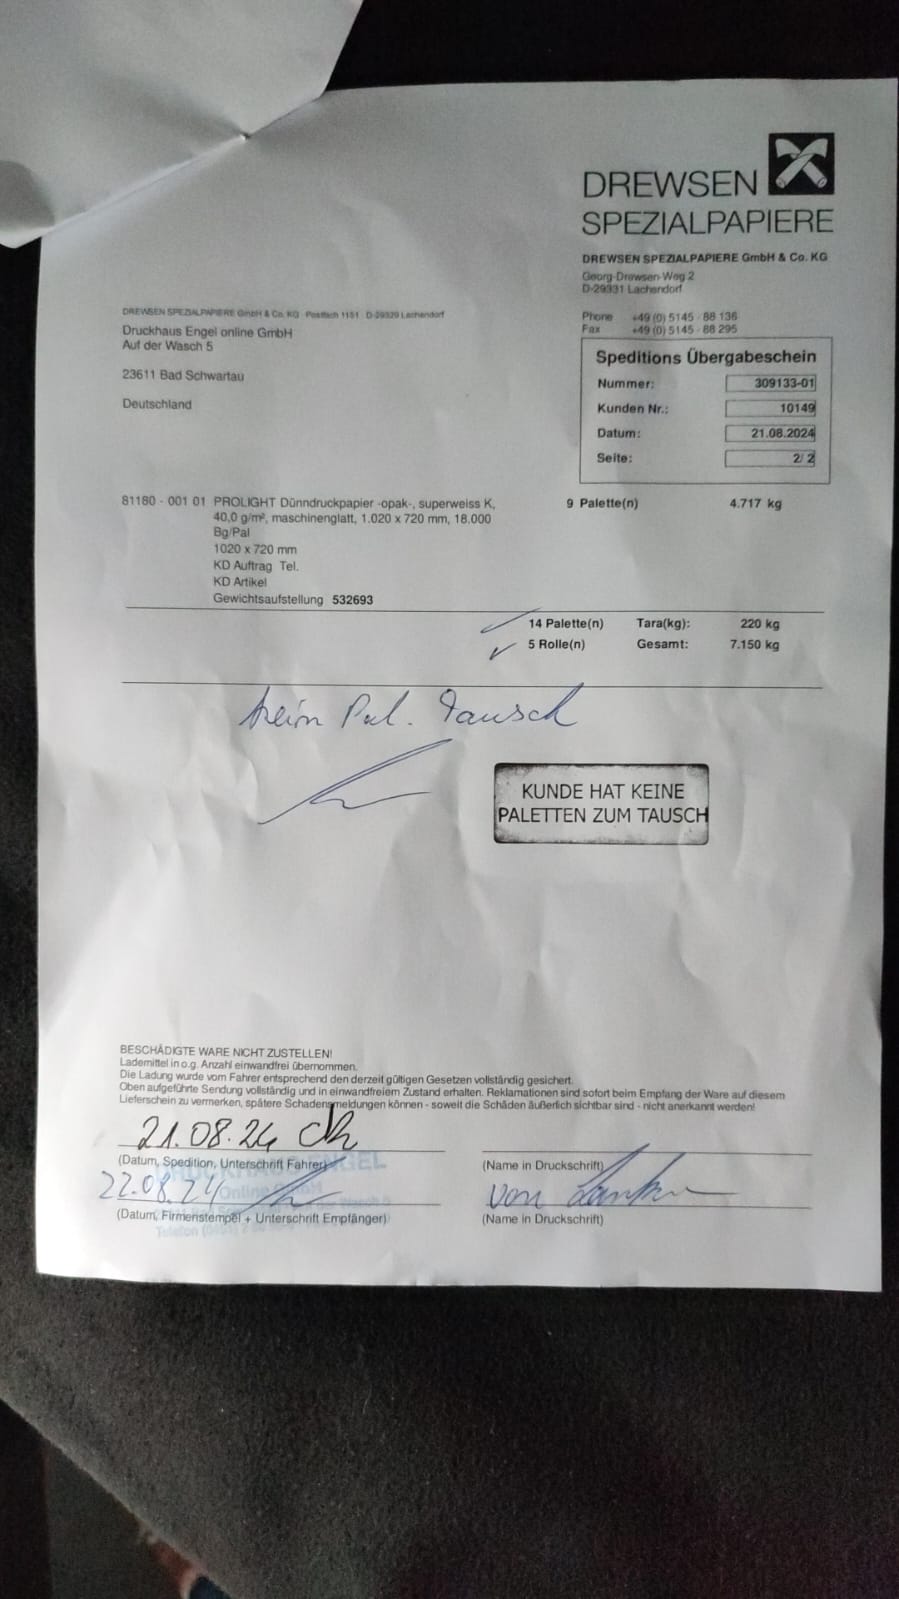 DREWSEN
SPEZIALPAPIERE
DREWSEN SPEZIALPAPIERE GmbH & Co. KG
Georg-Drewsen-Weg 2
D-29331 Lachendorf
Phone +49 (0) 5145 - 88 136
Fax +49 (0) 5145 - 88 295
DREWSEN SPEZIALPAPIERE GmbH & Co. KG Postfach 1151 D-29329 Lachendorf
Druckhaus Engel online GmbH
Auf der Wasch 5
23611 Bad Schwartau
Deutschland
Speditions Übergabeschein
Nummer: 309133-01
Kunden Nr.: 10149
Datum: 21.08.2024
Seite: 2/ 2
81180 - 001 01 PROLIGHT Dünndruckpapier -opak-, superweiss K, 9 Palette(n) 4.717 kg
40,0 g/m², maschinenglatt, 1.020 x 720 mm, 18.000
Bg/Pal
1020 x 720 mm
KD Auftrag Tel.
KD Artikel
Gewichtsaufstellung 532693
14 Palette(n) Tara(kg): 220 kg
5 Rolle(n) Gesamt: 7.150 kg
kein Pal. Tausch
KUNDE HAT KEINE
PALETTEN ZUM TAUSCH
BESCHÄDIGTE WARE NICHT ZUSTELLEN!
Lademittel in o.g. Anzahl einwandfrei übernommen.
Die Ladung wurde vom Fahrer entsprechend den derzeit gültigen Gesetzen vollständig gesichert.
Oben aufgeführte Sendung vollständig und in einwandfreiem Zustand erhalten. Reklamationen sind sofort beim Empfang der Ware auf diesem
Lieferschein zu vermerken, spätere Schadensmeldungen können - soweit die Schäden äußerlich sichtbar sind - nicht anerkannt werden!
21.08.24
(Datum, Spedition, Unterschrift Fahrer) (Name in Druckschrift)
DRUCKHAUS ENGEL
Online GmbH
22.08.24 von
(Datum, Firmenstempel + Unterschrift Empfänger) (Name in Druckschrift)
Telefon